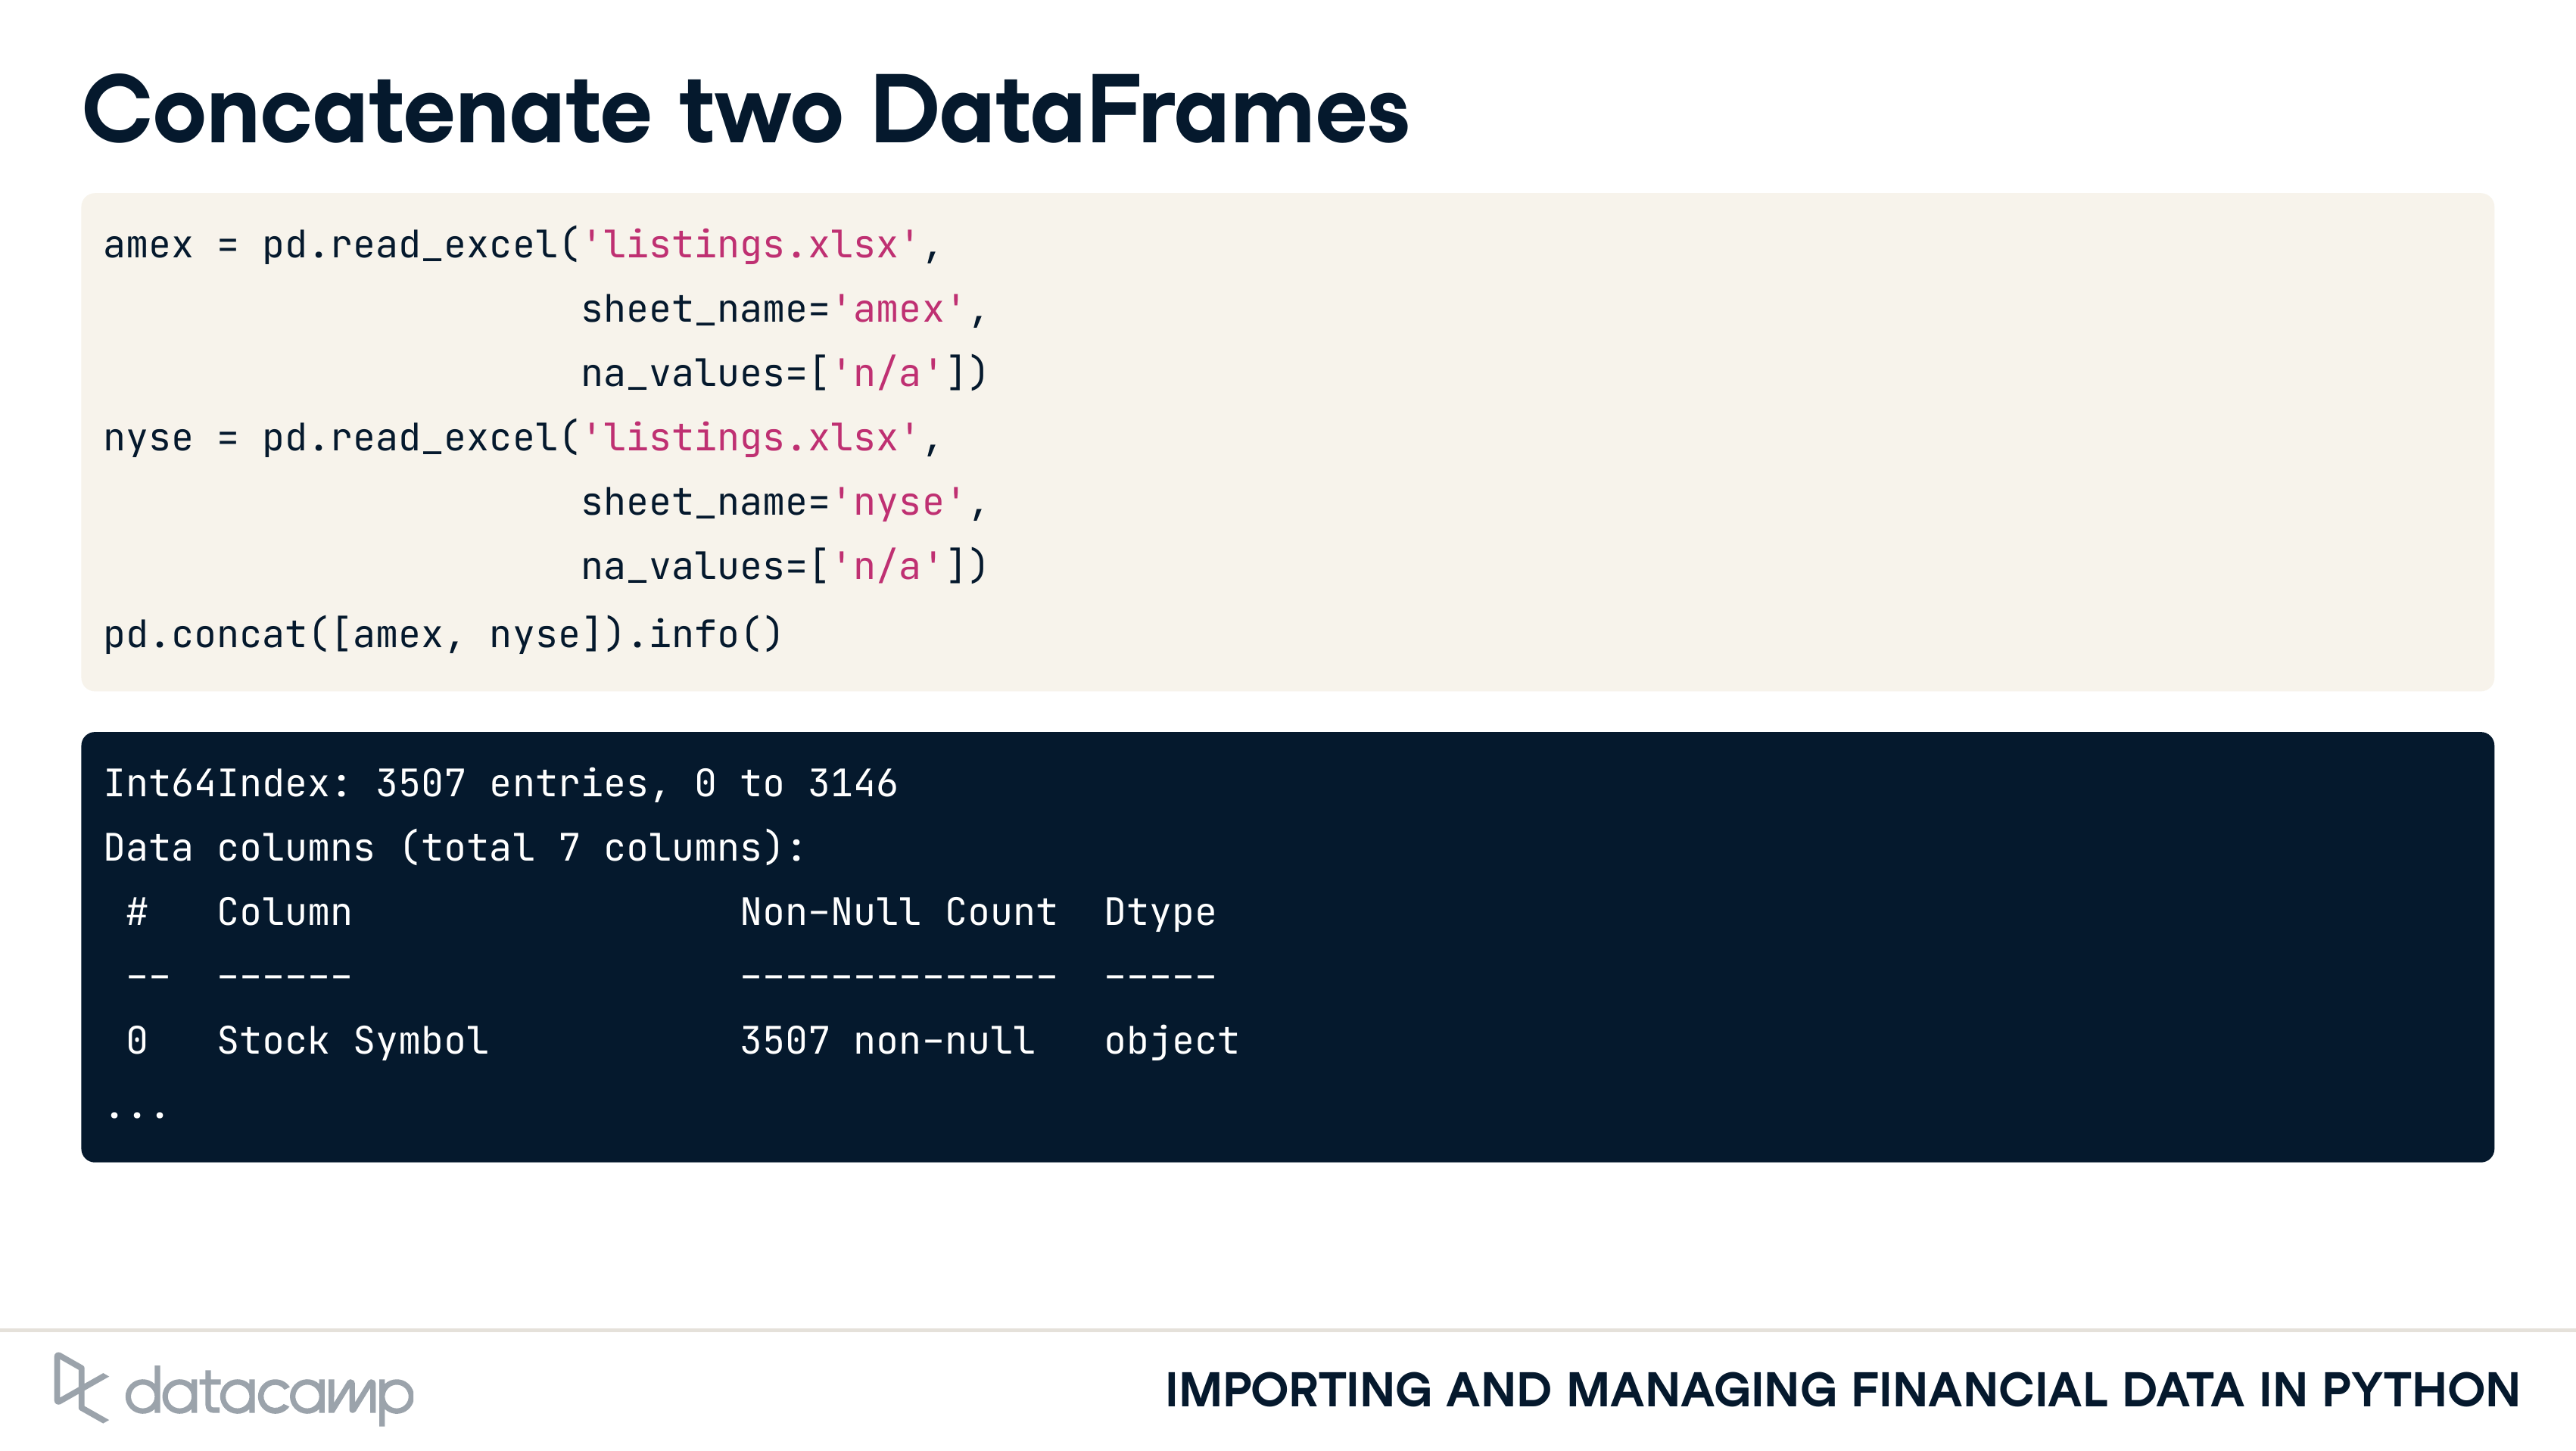 Concatenate two DataFrames
amex = pd.read_excel('listings.xlsx',
                     sheet_name='amex',
                     na_values=['n/a'])
nyse = pd.read_excel('listings.xlsx',
                     sheet_name='nyse',
                     na_values=['n/a'])
pd.concat([amex, nyse]).info()
Int64Index: 3507 entries, 0 to 3146
Data columns (total 7 columns):
 #   Column                 Non-Null Count  Dtype
 --  ------                 --------------  -----
 0   Stock Symbol           3507 non-null   object
...
datacamp
IMPORTING AND MANAGING FINANCIAL DATA IN PYTHON